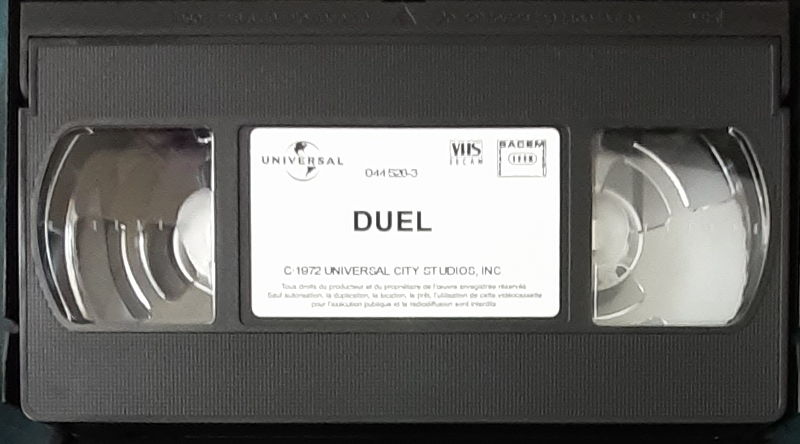 UNIVERSAL
044 520-3
VHS
SECAM
SACEM
DUEL
C 1972 UNIVERSAL CITY STUDIOS, INC
Tous droits du producteur et du propriétaire de l'œuvre enregistrée réservés
Sauf autorisation, la duplication, la location, le prêt, l'utilisation de cette vidéocassette
pour l'exécution publique et la radiodiffusion sont interdits